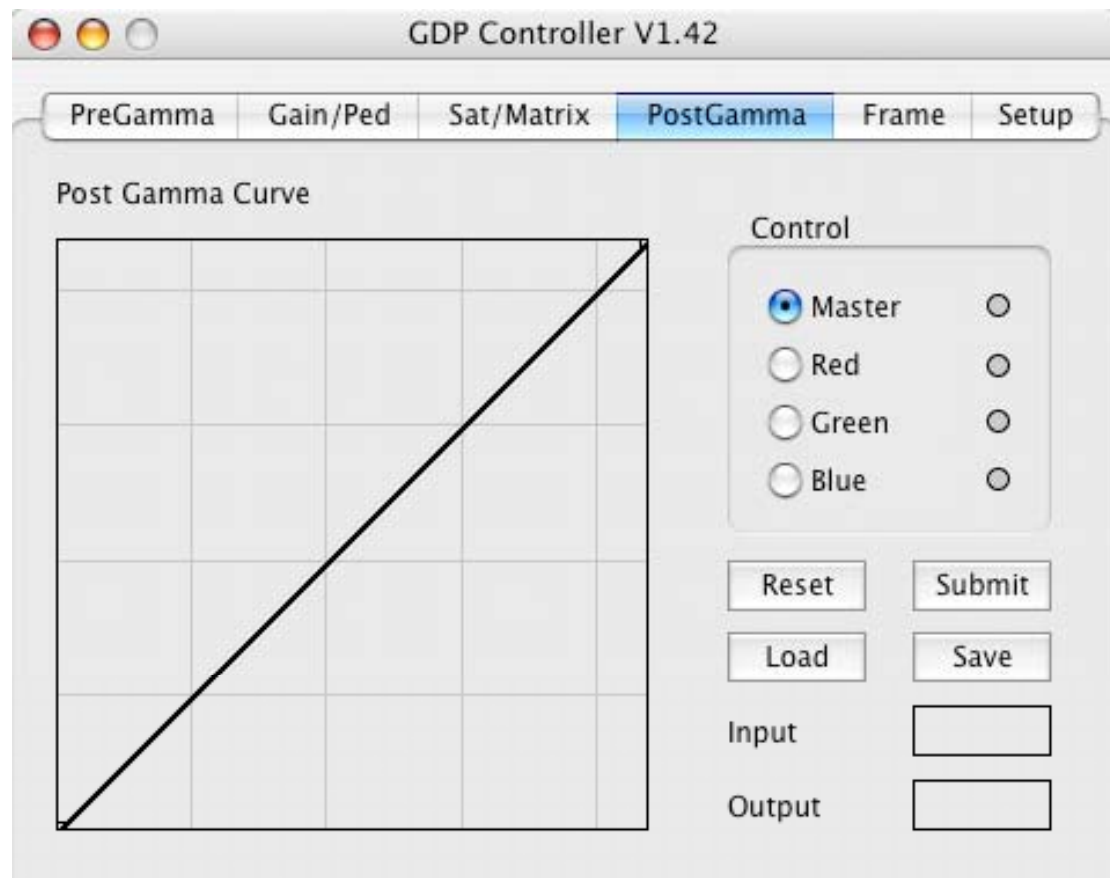 GDP Controller V1.42
PreGamma Gain/Ped Sat/Matrix PostGamma Frame Setup
Post Gamma Curve
Control
Master
Red
Green
Blue
Reset Submit
Load Save
Input
Output